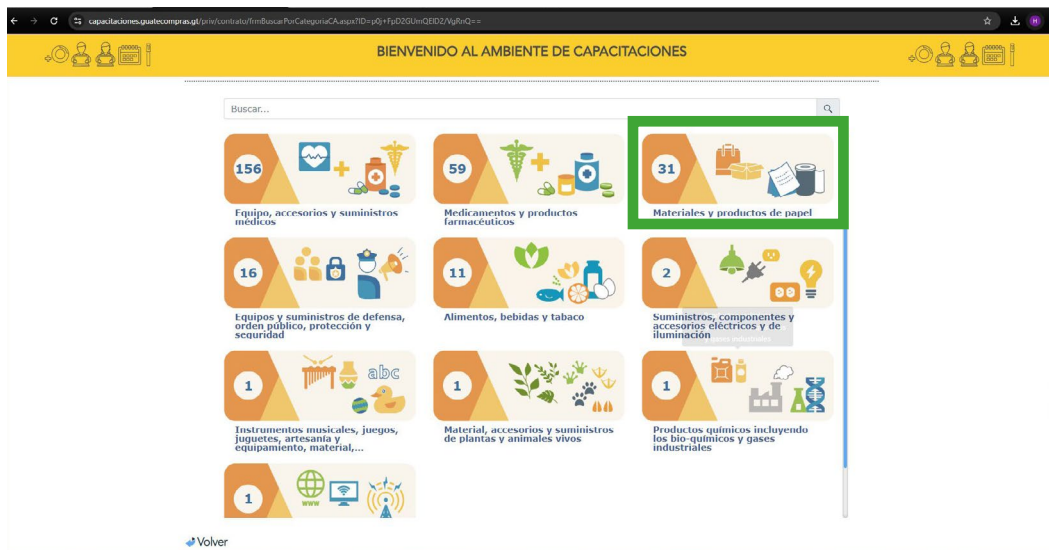 capacitaciones.guatecompras.gt/priv/contrato/frmBuscarPorCategoriaCA.aspx?ID=p0j+FpD2GUmQEID2/VgRnQ==
H
BIENVENIDO AL AMBIENTE DE CAPACITACIONES
Buscar...
156
59
31
Equipo, accesorios y suministros
médicos
Medicamentos y productos
farmacéuticos
Materiales y productos de papel
16
11
2
Equipos y suministros de defensa,
orden público, protección y
seguridad
Alimentos, bebidas y tabaco
Suministros, componentes y
accesorios eléctricos y de
iluminación
gases industriales
1
abc
1
1
Instrumentos musicales, juegos,
juguetes, artesanía y
equipamiento, material,...
Material, accesorios y suministros
de plantas y animales vivos
Productos químicos incluyendo
los bio-químicos y gases
industriales
1
www
Volver